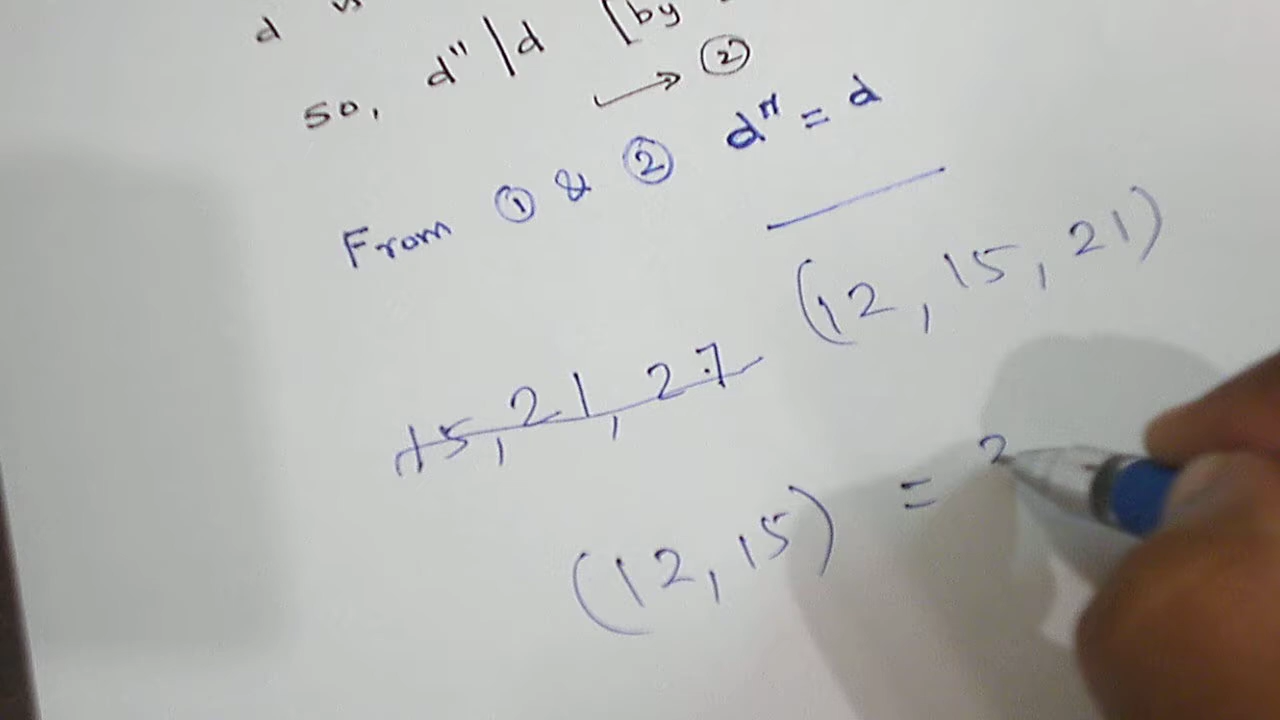 d
so, d"/d [by
→ ②
From ① & ② d" = d
(12, 15, 21)
15, 21, 27
(12, 15) =